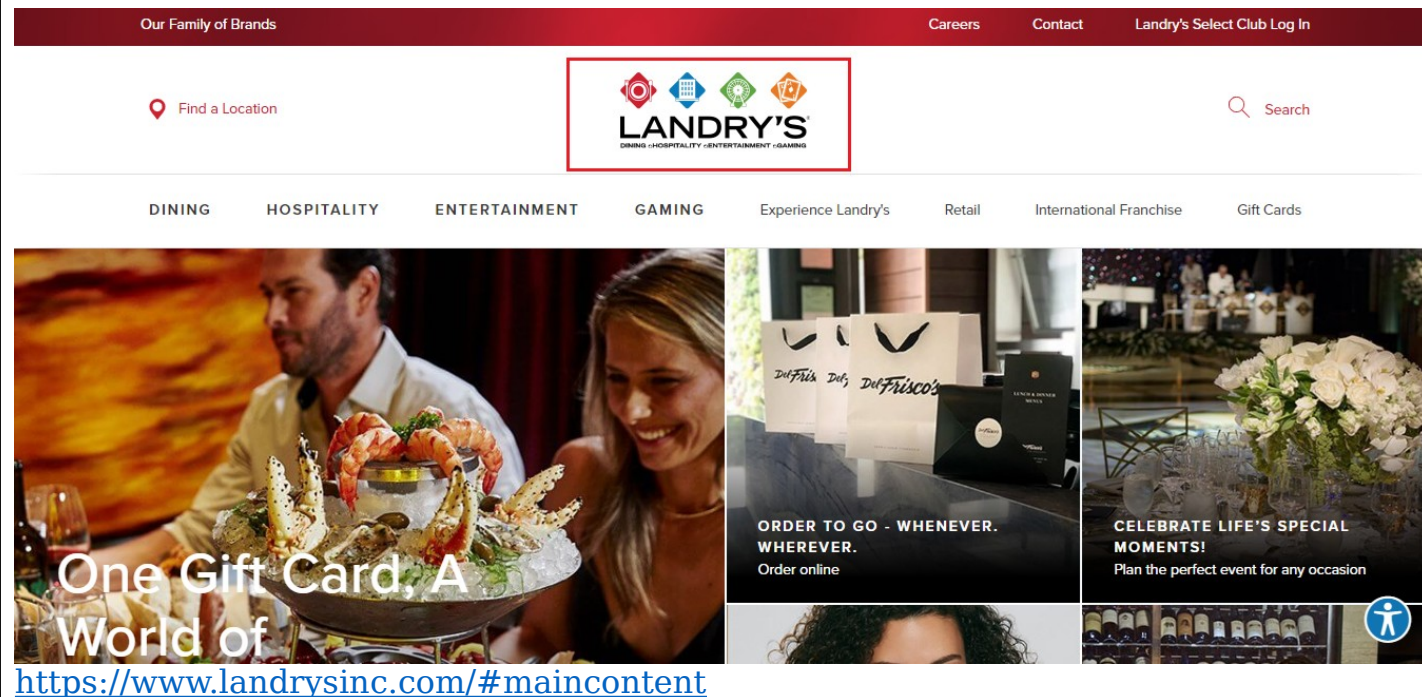 Our Family of Brands Careers Contact Landry's Select Club Log In
Find a Location
LANDRY'S
DINING HOSPITALITY ENTERTAINMENT GAMING
Search
DINING HOSPITALITY ENTERTAINMENT GAMING Experience Landry's Retail International Franchise Gift Cards
Del Frisco's
LUNCH & DINNER
MENUS
One Gift Card, A
World of
ORDER TO GO - WHENEVER.
WHEREVER.
Order online
CELEBRATE LIFE'S SPECIAL
MOMENTS!
Plan the perfect event for any occasion
https://www.landrysinc.com/#maincontent